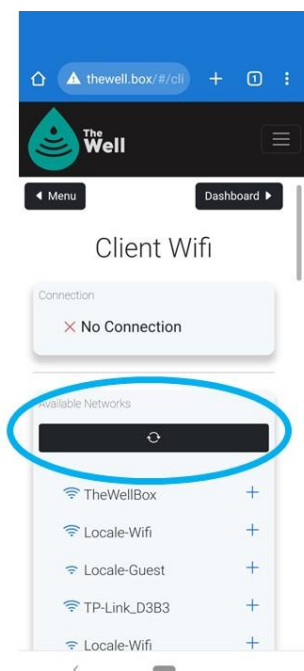 thewell.box/#/cli
1
The
Well
Menu
Dashboard
Client Wifi
Connection
No Connection
Available Networks
TheWellBox
Locale-Wifi
Locale-Guest
TP-Link_D3B3
Locale-Wifi